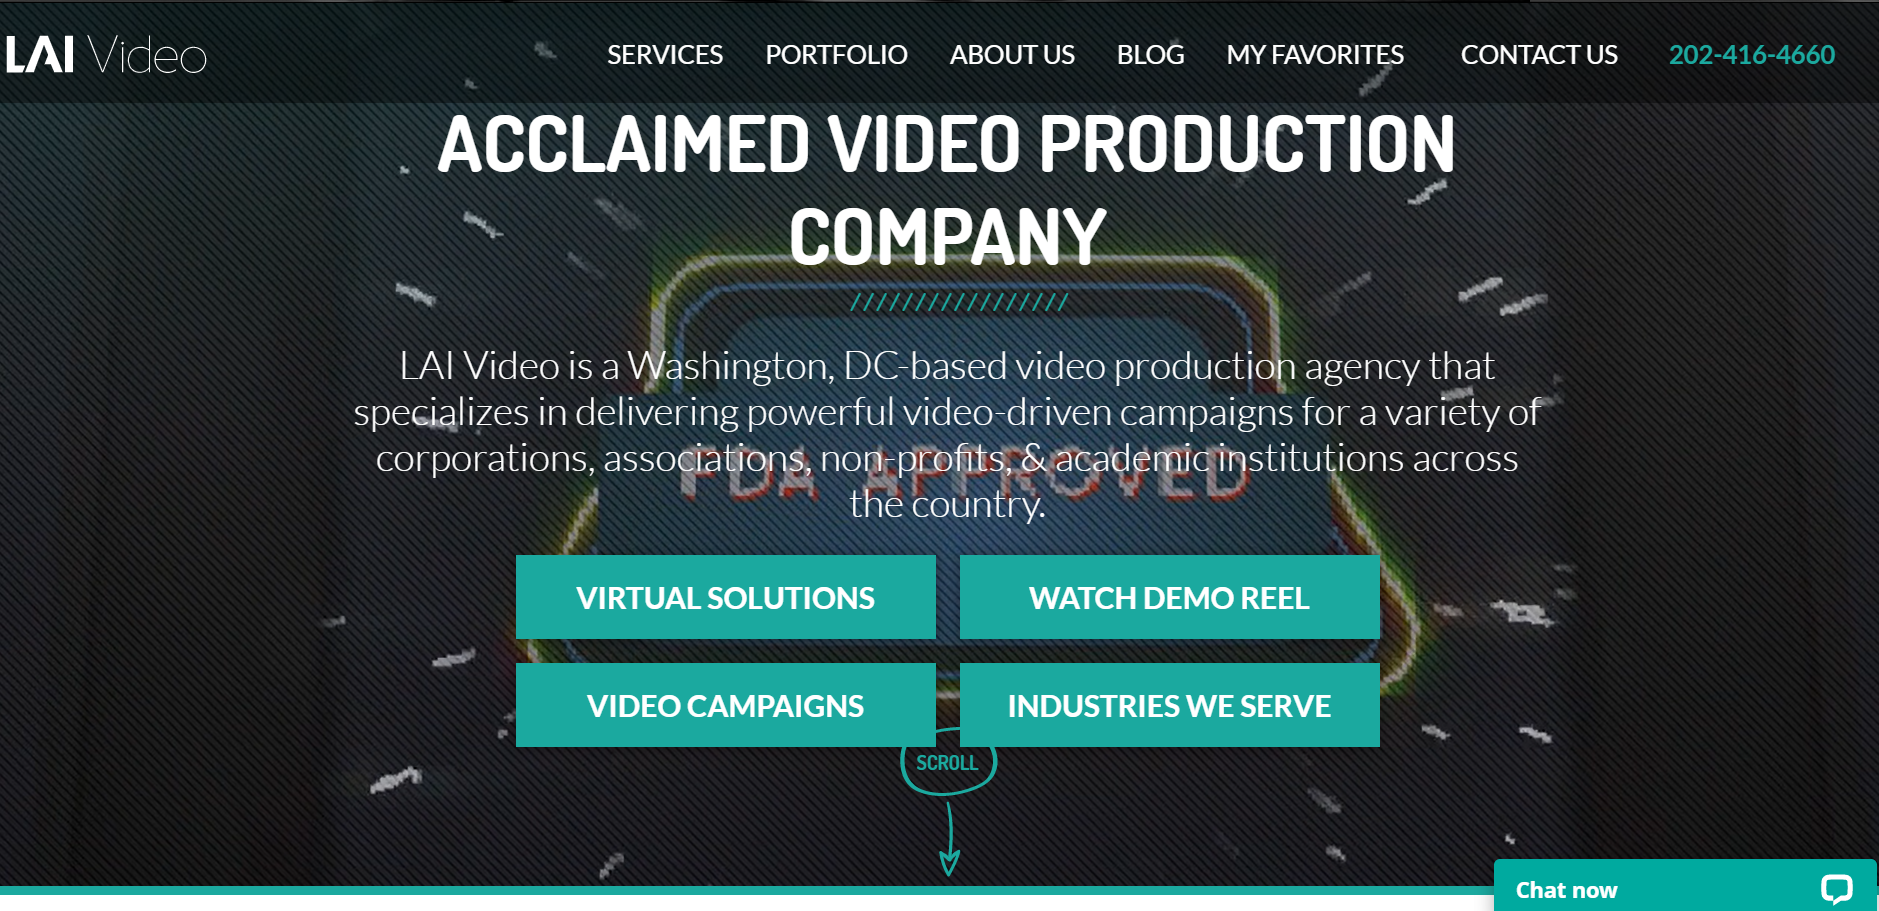 LAI Video
SERVICES PORTFOLIO ABOUT US BLOG MY FAVORITES CONTACT US 202-416-4660
ACCLAIMED VIDEO PRODUCTION
COMPANY
/////////////////
LAI Video is a Washington, DC-based video production agency that
specializes in delivering powerful video-driven campaigns for a variety of
corporations, associations, non-profits, & academic institutions across
the country.
FDA APPROVED
VIRTUAL SOLUTIONS WATCH DEMO REEL
VIDEO CAMPAIGNS INDUSTRIES WE SERVE
SCROLL
Chat now